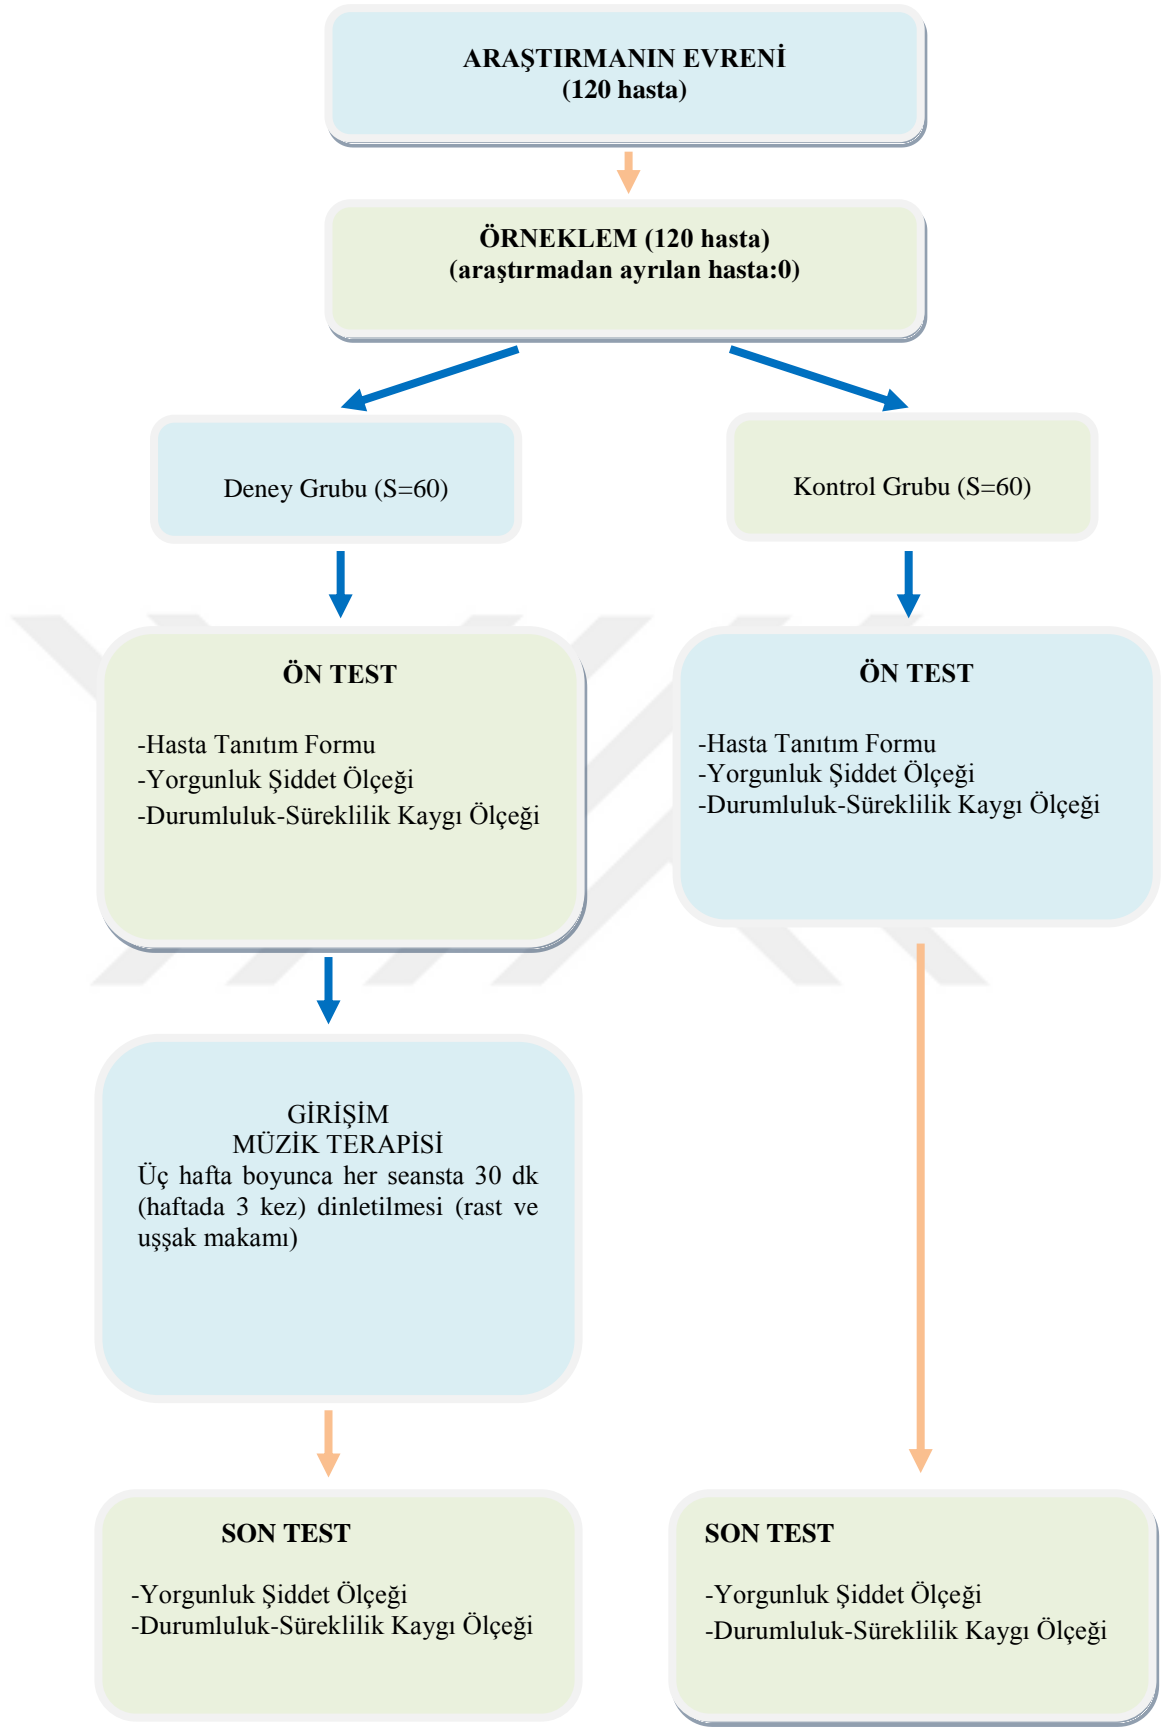 ARAŞTIRMANIN EVRENİ
(120 hasta)
ÖRNEKLEM (120 hasta)
(araştırmadan ayrılan hasta:0)
Deney Grubu (S=60)
Kontrol Grubu (S=60)
ÖN TEST
-Hasta Tanıtım Formu
-Yorgunluk Şiddet Ölçeği
-Durumluluk-Süreklilik Kaygı Ölçeği
ÖN TEST
-Hasta Tanıtım Formu
-Yorgunluk Şiddet Ölçeği
-Durumluluk-Süreklilik Kaygı Ölçeği
GİRİŞİM
MÜZİK TERAPİSİ
Üç hafta boyunca her seansta 30 dk
(haftada 3 kez) dinletilmesi (rast ve
uşşak makamı)
SON TEST
-Yorgunluk Şiddet Ölçeği
-Durumluluk-Süreklilik Kaygı Ölçeği
SON TEST
-Yorgunluk Şiddet Ölçeği
-Durumluluk-Süreklilik Kaygı Ölçeği